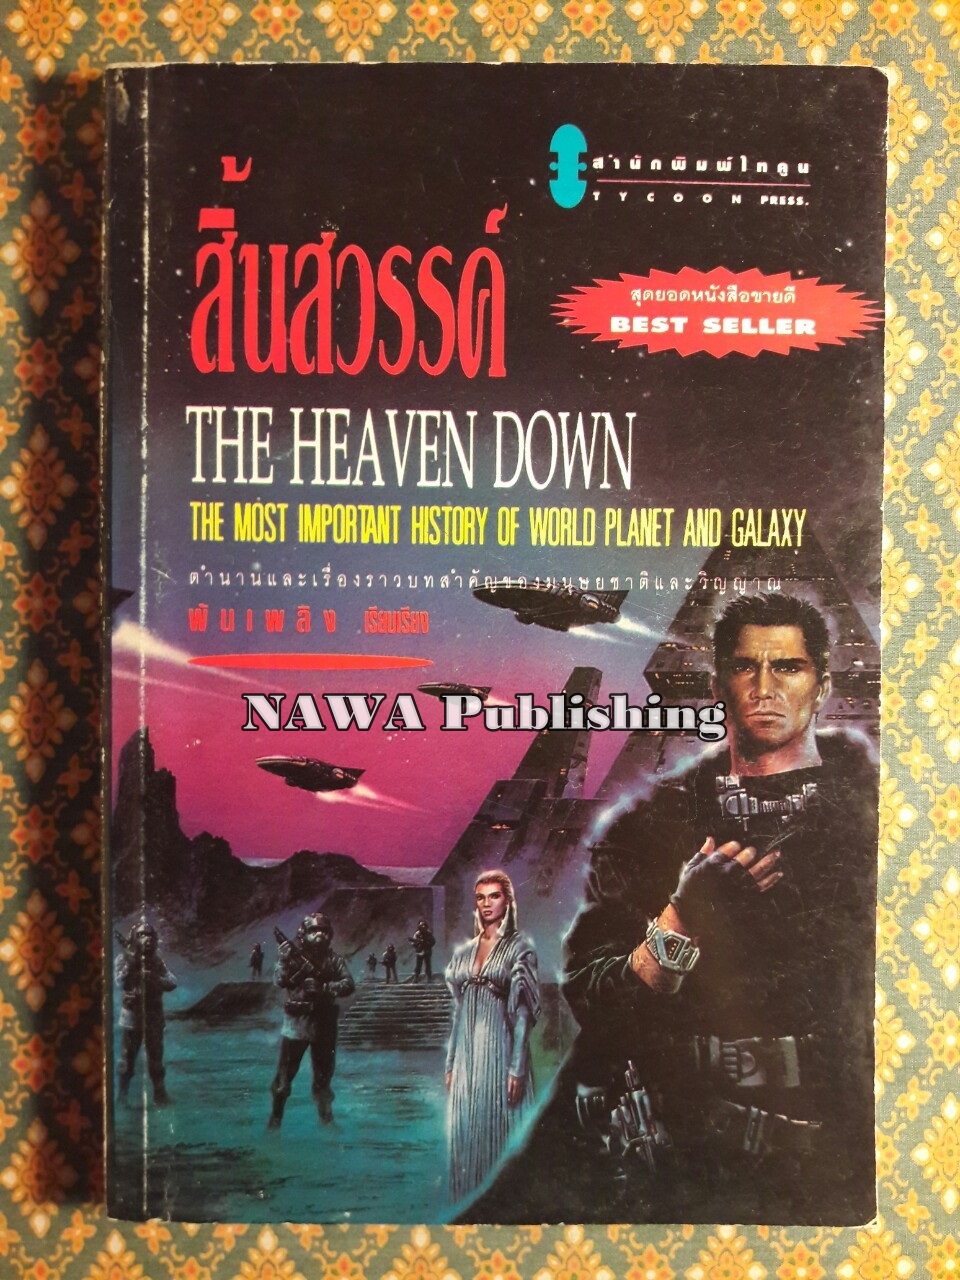 สำนักพิมพ์ไทคูน
TYCOON PRESS.
สิ้นสวรรค์
สุดยอดหนังสือขายดี
BEST SELLER
THE HEAVEN DOWN
THE MOST IMPORTANT HISTORY OF WORLD PLANET AND GALAXY
ตำนานและเรื่องราวบทสำคัญของมนุษยชาติและวิญญาณ
พันเพลิง เรียบเรียง
NAWA Publishing